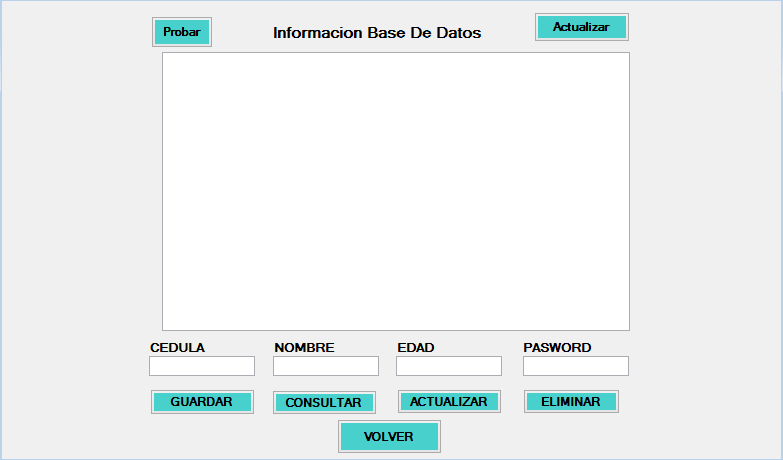 Probar
Informacion Base De Datos
Actualizar
CEDULA
NOMBRE
EDAD
PASWORD
GUARDAR
CONSULTAR
ACTUALIZAR
ELIMINAR
VOLVER